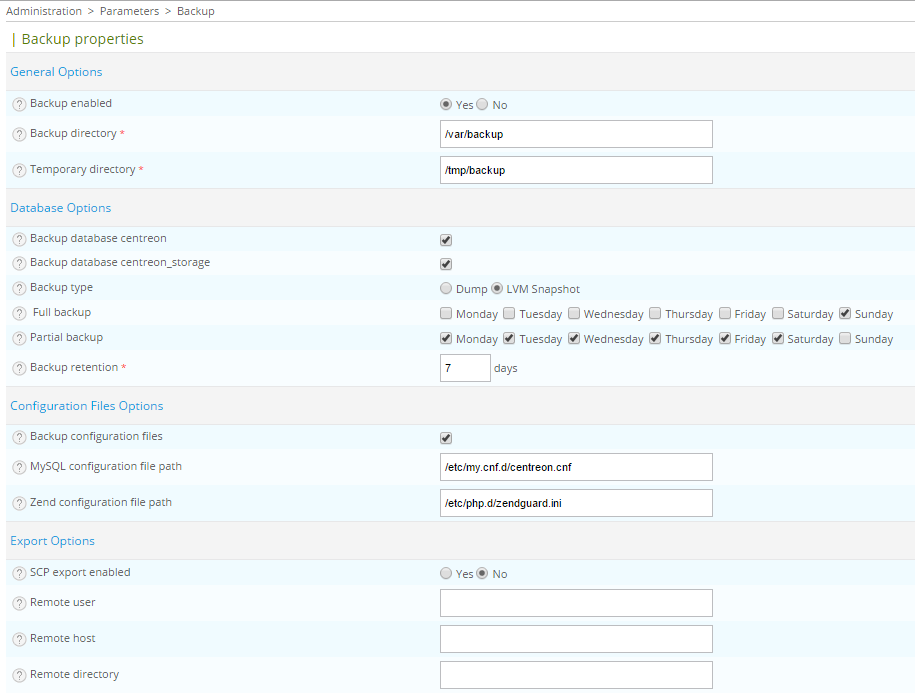 Administration > Parameters > Backup
| Backup properties
General Options
? Backup enabled Yes No
? Backup directory * /var/backup
? Temporary directory * /tmp/backup
Database Options
? Backup database centreon
? Backup database centreon_storage
? Backup type Dump LVM Snapshot
? Full backup Monday Tuesday Wednesday Thursday Friday Saturday Sunday
? Partial backup Monday Tuesday Wednesday Thursday Friday Saturday Sunday
? Backup retention * 7 days
Configuration Files Options
? Backup configuration files
? MySQL configuration file path /etc/my.cnf.d/centreon.cnf
? Zend configuration file path /etc/php.d/zendguard.ini
Export Options
? SCP export enabled Yes No
? Remote user
? Remote host
? Remote directory